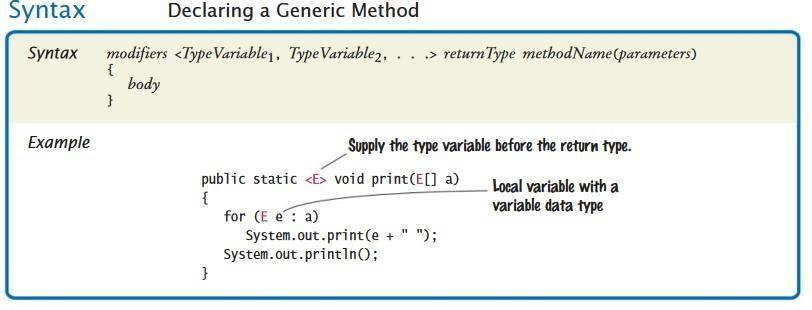 Syntax Declaring a Generic Method
Syntax modifiers <TypeVariable1, TypeVariable2, . . .> returnType methodName(parameters)
{
body
}
Example
Supply the type variable before the return type.
public static <E> void print(E[] a)
{
Local variable with a
variable data type
for (E e : a)
System.out.print(e + " ");
System.out.println();
}